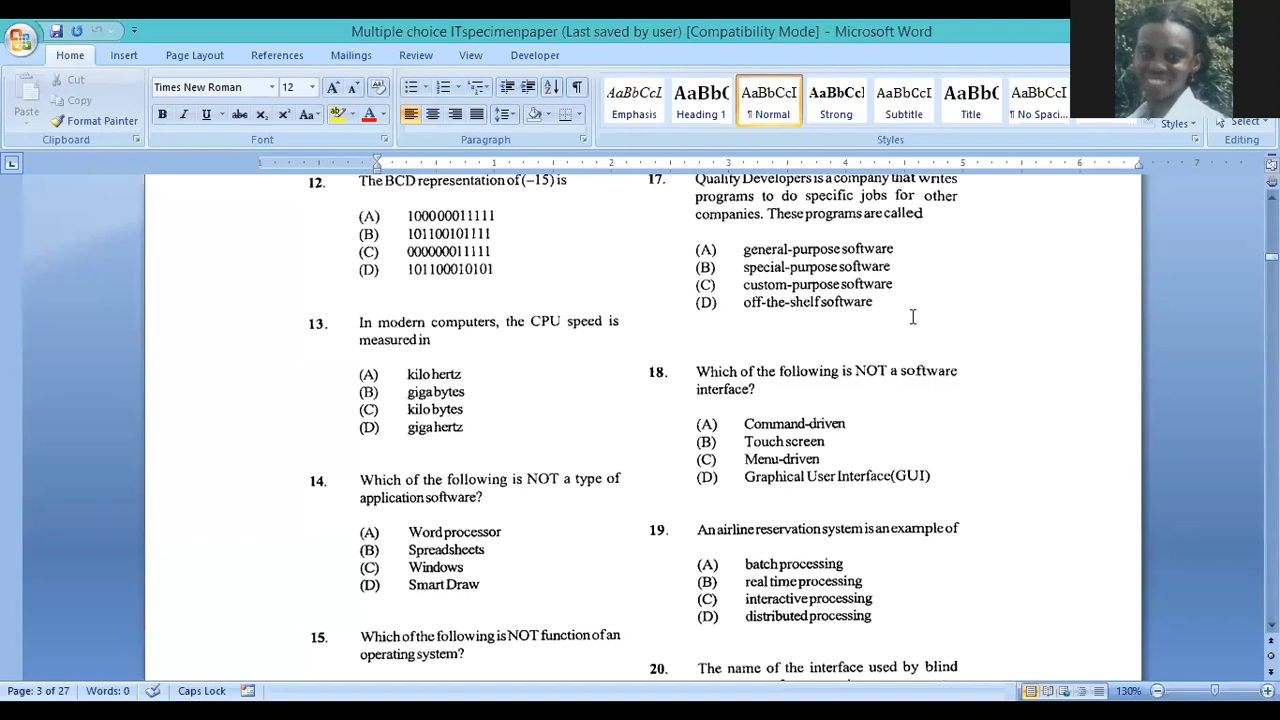 Multiple choice ITspecimenpaper (Last saved by user) [Compatibility Mode] - Microsoft Word
Home Insert Page Layout References Mailings Review View Developer
Cut
Copy
Paste
Format Painter
Clipboard
Times New Roman 12
Font
Paragraph
AaBbCcI AaBbC AaBbCcI AaBbCcl AaBbCcI AaBb( AaBbCcI
Emphasis Heading 1 ¶ Normal Strong Subtitle Title ¶ No Spaci...
Styles
Styles
Select
Editing
12. The BCD representation of (–15) is
(A) 100000011111
(B) 101100101111
(C) 000000011111
(D) 101100010101
13. In modern computers, the CPU speed is
measured in
(A) kilo hertz
(B) giga bytes
(C) kilo bytes
(D) giga hertz
14. Which of the following is NOT a type of
application software?
(A) Word processor
(B) Spreadsheets
(C) Windows
(D) Smart Draw
15. Which of the following is NOT function of an
operating system?
17. Quality Developers is a company that writes
programs to do specific jobs for other
companies. These programs are called
(A) general-purpose software
(B) special-purpose software
(C) custom-purpose software
(D) off-the-shelf software
18. Which of the following is NOT a software
interface?
(A) Command-driven
(B) Touch screen
(C) Menu-driven
(D) Graphical User Interface(GUI)
19. An airline reservation system is an example of
(A) batch processing
(B) real time processing
(C) interactive processing
(D) distributed processing
20. The name of the interface used by blind
Page: 3 of 27 Words: 0 Caps Lock 130%